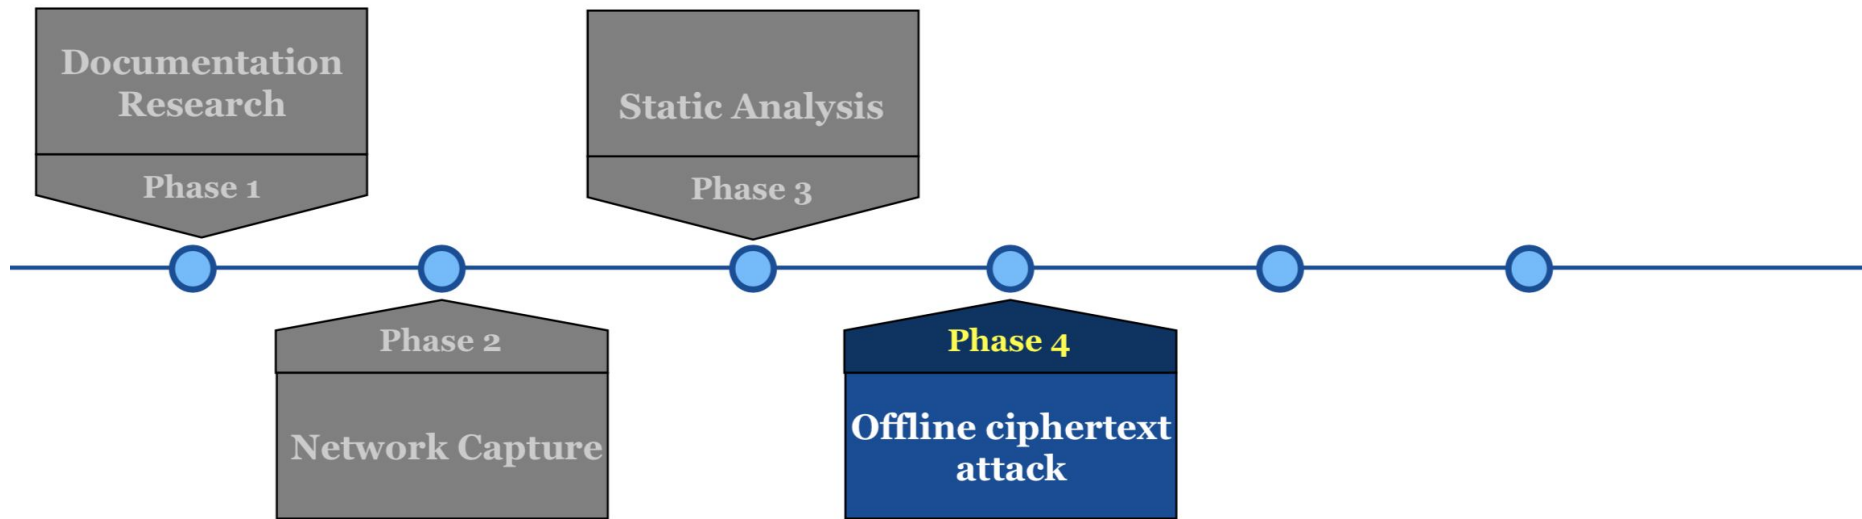 Documentation
Research
Phase 1
Phase 2
Network Capture
Static Analysis
Phase 3
Phase 4
Offline ciphertext
attack